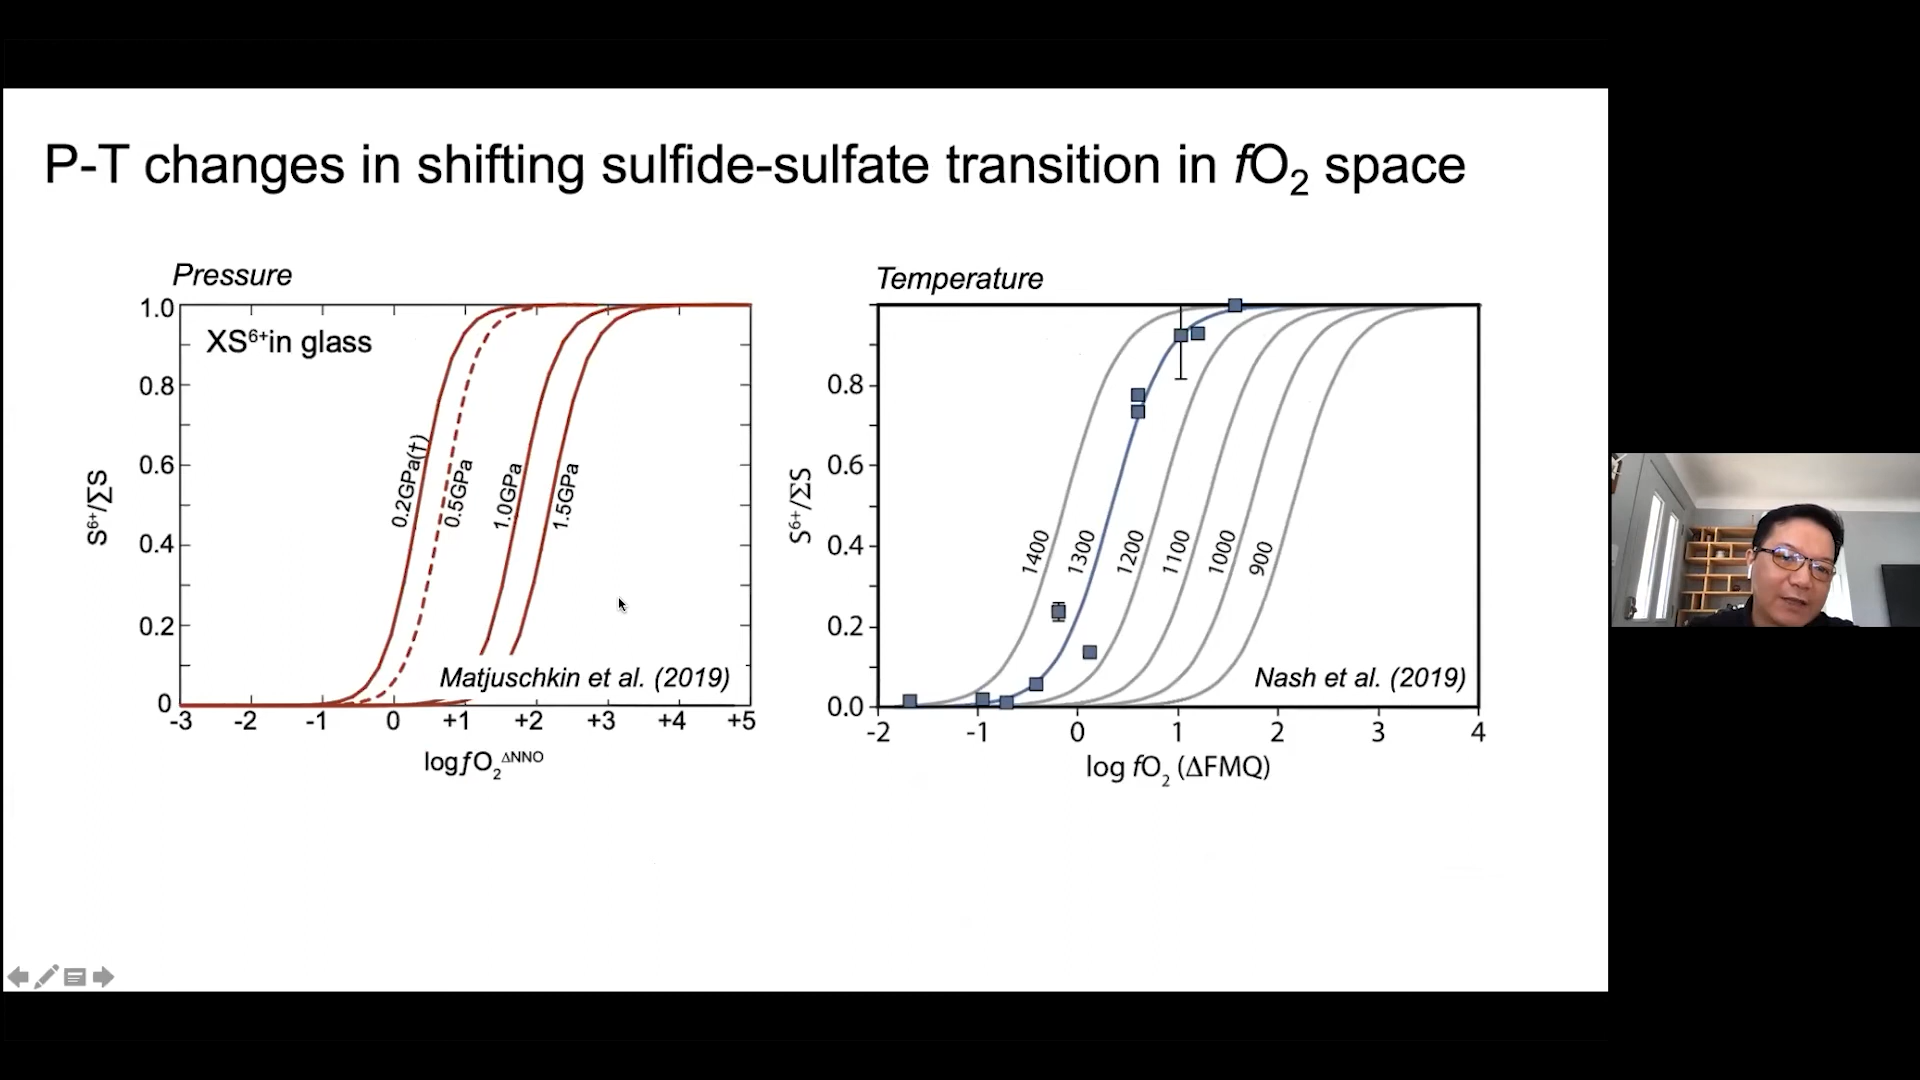 P-T changes in shifting sulfide-sulfate transition in fO₂ space
Pressure
XS⁶⁺in glass
1.0
0.8
0.6
0.4
0.2
0
S⁶⁺/∑S
0.2GPa(†)
0.5GPa
1.0GPa
1.5GPa
Matjuschkin et al. (2019)
-3 -2 -1 0 +1 +2 +3 +4 +5
logfO₂ ΔNNO
Temperature
0.8
0.6
0.4
0.2
0.0
S⁶⁺/ΣS
1400
1300
1200
1100
1000
900
Nash et al. (2019)
-2 -1 0 1 2 3 4
log fO₂ (ΔFMQ)